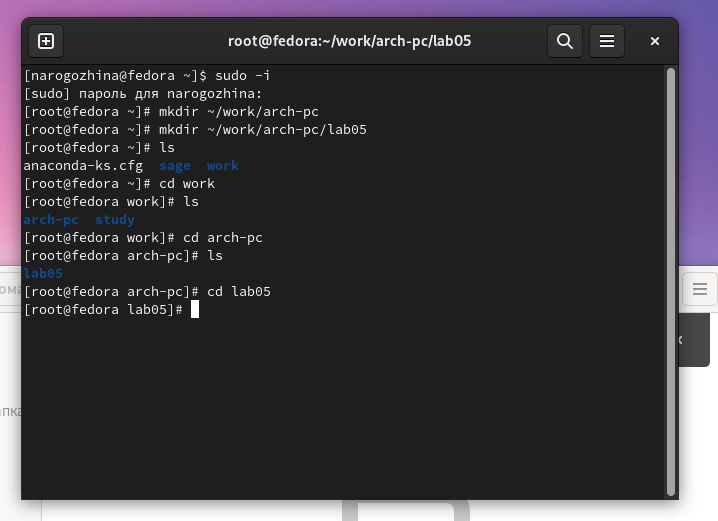 root@fedora:~/work/arch-pc/lab05
[narogozhina@fedora ~]$ sudo -i
[sudo] пароль для narogozhina:
[root@fedora ~]# mkdir ~/work/arch-pc
[root@fedora ~]# mkdir ~/work/arch-pc/lab05
[root@fedora ~]# ls
anaconda-ks.cfg  sage  work
[root@fedora ~]# cd work
[root@fedora work]# ls
arch-pc  study
[root@fedora work]# cd arch-pc
[root@fedora arch-pc]# ls
lab05
[root@fedora arch-pc]# cd lab05
[root@fedora lab05]#